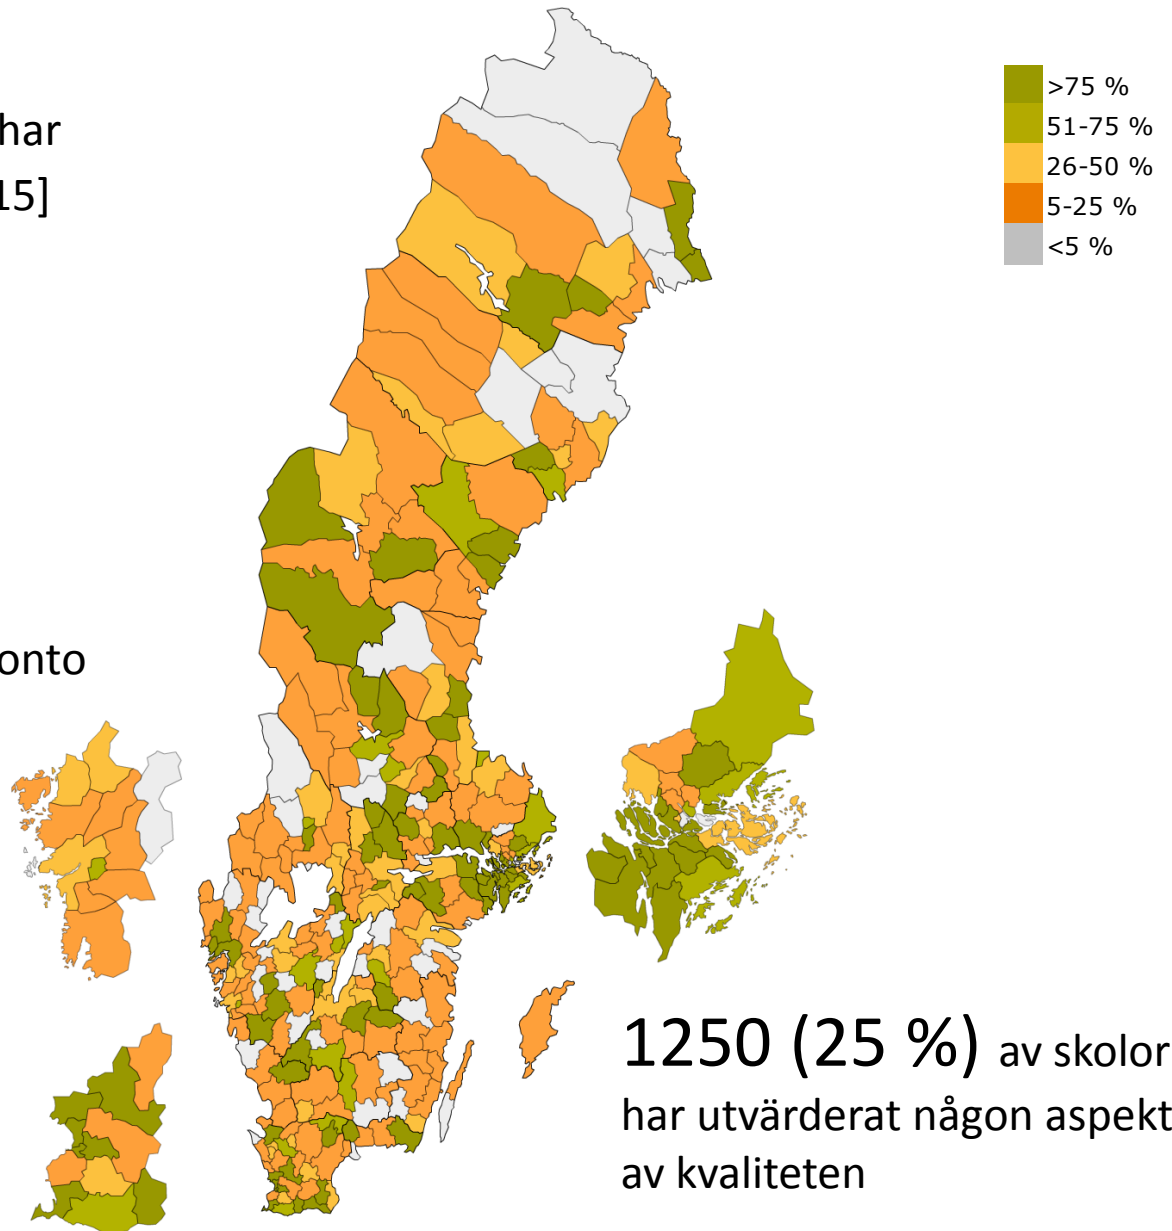 har
15]
onto
>75 %
51-75 %
26-50 %
5-25 %
<5 %
1250 (25 %) av skolor
har utvärderat någon aspekt
av kvaliteten